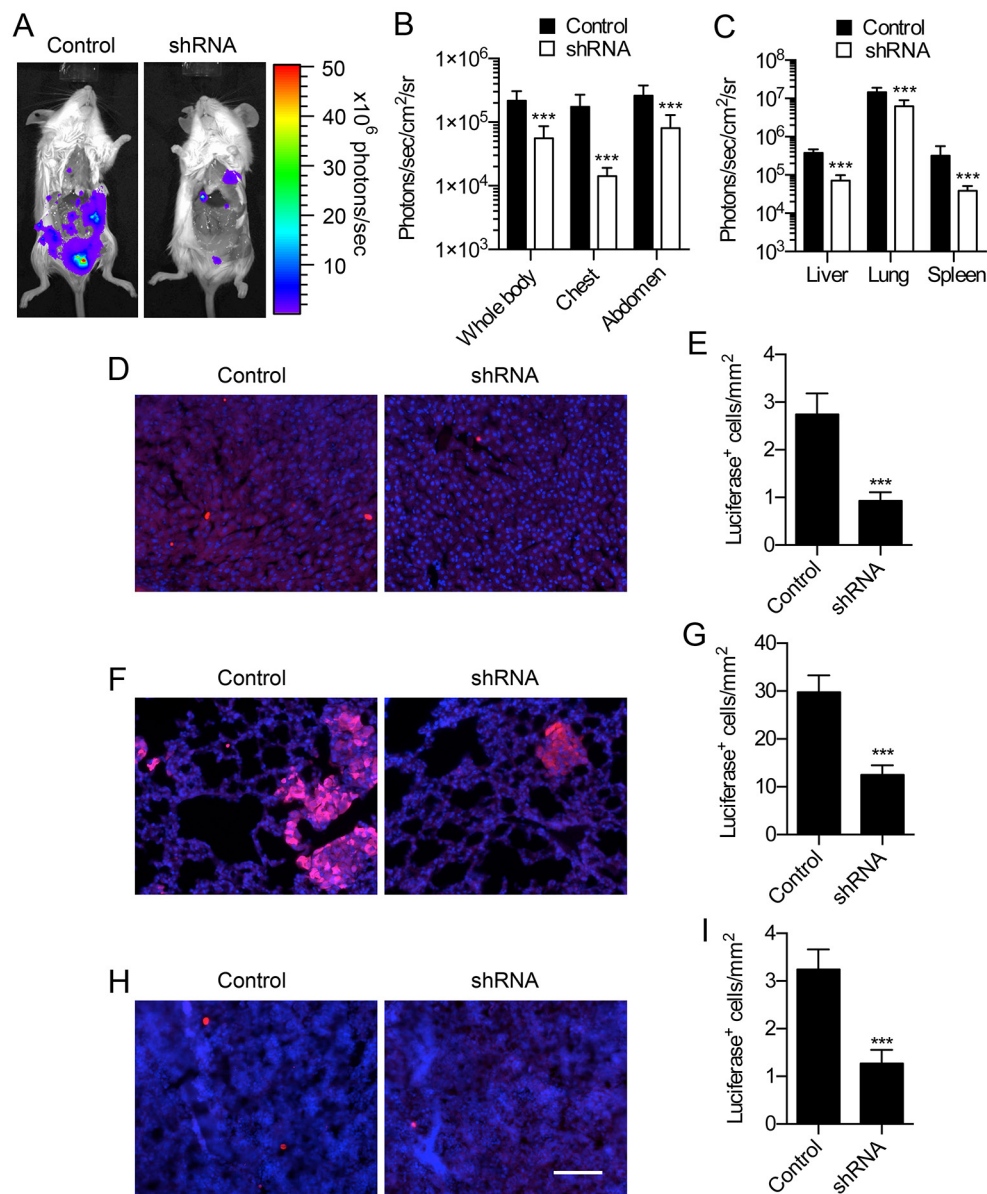 A
Control
shRNA
50
40
30
20
10
x10⁶ photons/sec
B
Control
shRNA
Photons/sec/cm²/sr
1×10⁶
1×10⁵
1×10⁴
1×10³
***
***
***
Whole body
Chest
Abdomen
C
Control
shRNA
Photons/sec/cm²/sr
10⁸
10⁷
10⁶
10⁵
10⁴
10³
***
***
***
Liver
Lung
Spleen
D
Control
shRNA
E
Luciferase⁺ cells/mm²
4
3
2
1
0
***
Control
shRNA
F
Control
shRNA
G
Luciferase⁺ cells/mm²
40
30
20
10
0
***
Control
shRNA
H
Control
shRNA
I
Luciferase⁺ cells/mm²
4
3
2
1
0
***
Control
shRNA